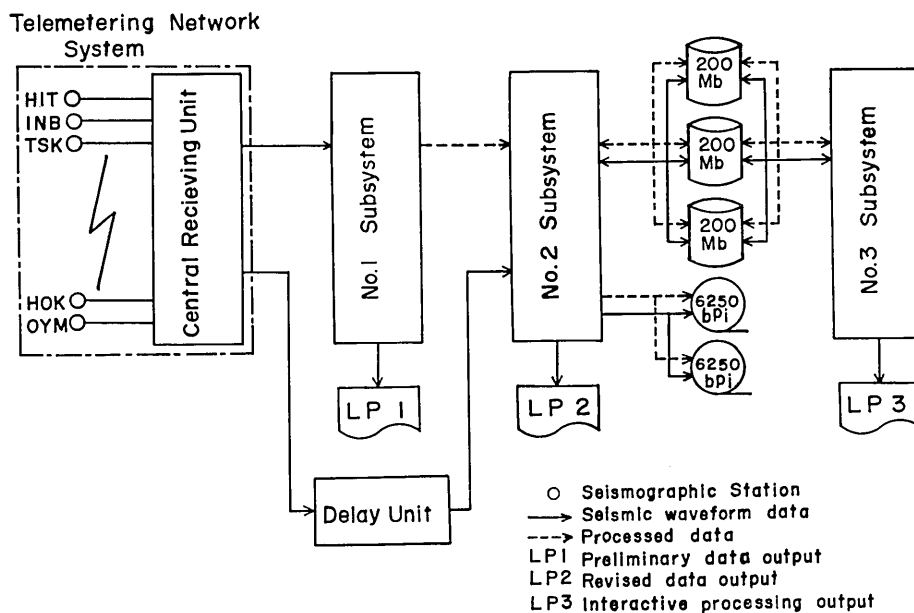 Telemetering Network
System
HIT
INB
TSK
HOK
OYM
Central Recieving Unit
No.1 Subsystem
No.2 Subsystem
No.3 Subsystem
200
Mb
200
Mb
200
Mb
6250
bPi
6250
bPi
LP 1
LP 2
LP 3
Delay Unit
Seismographic Station
Seismic waveform data
Processed data
LP1 Preliminary data output
LP2 Revised data output
LP3 Interactive processing output